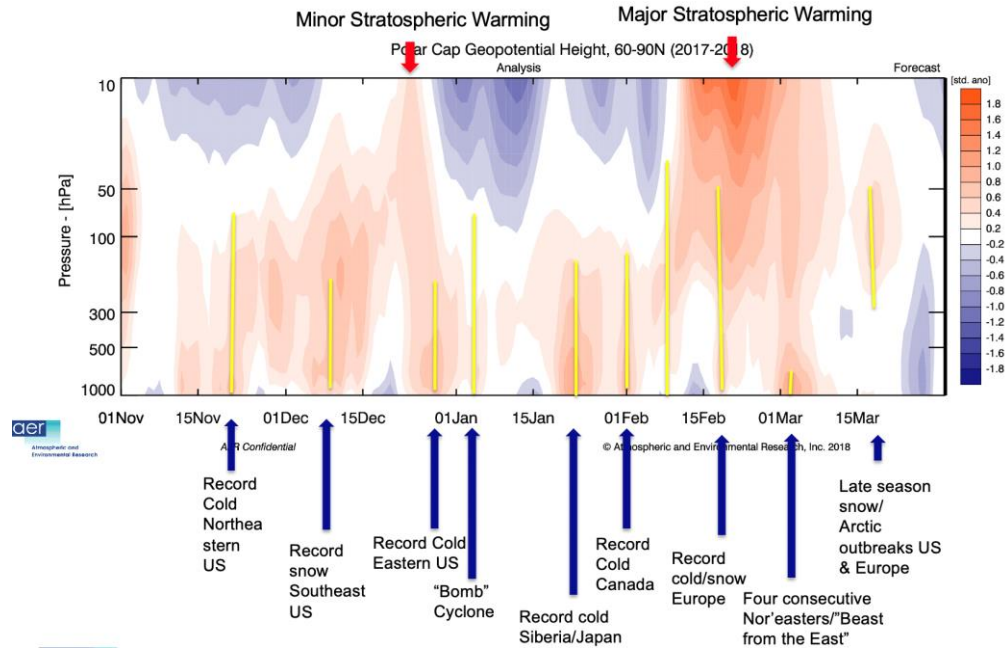 Minor Stratospheric Warming
Major Stratospheric Warming
Polar Cap Geopotential Height, 60-90N (2017-2018)
Analysis
Forecast
[std. ano]
Pressure - [hPa]
10
50
100
300
500
1000
1.8
1.6
1.4
1.2
1.0
0.8
0.6
0.4
0.2
-0.2
-0.4
-0.6
-0.8
-1.0
-1.2
-1.4
-1.6
-1.8
01Nov 15Nov 01Dec 15Dec 01Jan 15Jan 01Feb 15Feb 01Mar 15Mar
aer
Atmospheric and
Environmental Research
AER Confidential
© Atmospheric and Environmental Research, Inc. 2018
Record
Cold
Northea
stern
US
Record
snow
Southeast
US
Record Cold
Eastern US
"Bomb"
Cyclone
Record cold
Siberia/Japan
Record
Cold
Canada
Record
cold/snow
Europe
Four consecutive
Nor'easters/"Beast
from the East"
Late season
snow/
Arctic
outbreaks US
& Europe